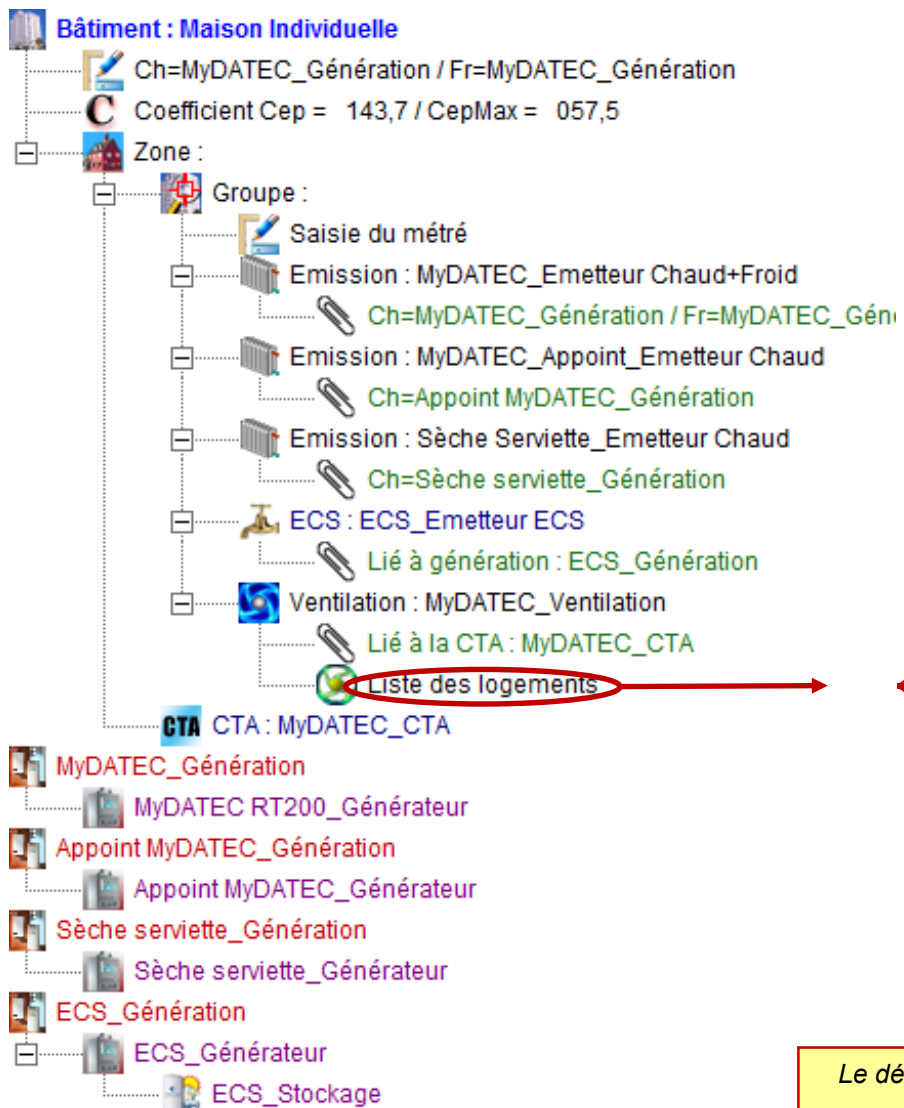 Bâtiment : Maison Individuelle
Ch=MyDATEC_Génération / Fr=MyDATEC_Génération
C Coefficient Cep = 143,7 / CepMax = 057,5
Zone :
Groupe :
Saisie du métré
Emission : MyDATEC_Emetteur Chaud+Froid
Ch=MyDATEC_Génération / Fr=MyDATEC_Géné
Emission : MyDATEC_Appoint_Emetteur Chaud
Ch=Appoint MyDATEC_Génération
Emission : Sèche Serviette_Emetteur Chaud
Ch=Sèche serviette_Génération
ECS : ECS_Emetteur ECS
Lié à génération : ECS_Génération
Ventilation : MyDATEC_Ventilation
Lié à la CTA : MyDATEC_CTA
Liste des logements
CTA CTA : MyDATEC_CTA
MyDATEC_Génération
MyDATEC RT200_Générateur
Appoint MyDATEC_Génération
Appoint MyDATEC_Générateur
Sèche serviette_Génération
Sèche serviette_Générateur
ECS_Génération
ECS_Générateur
ECS_Stockage
Le dé